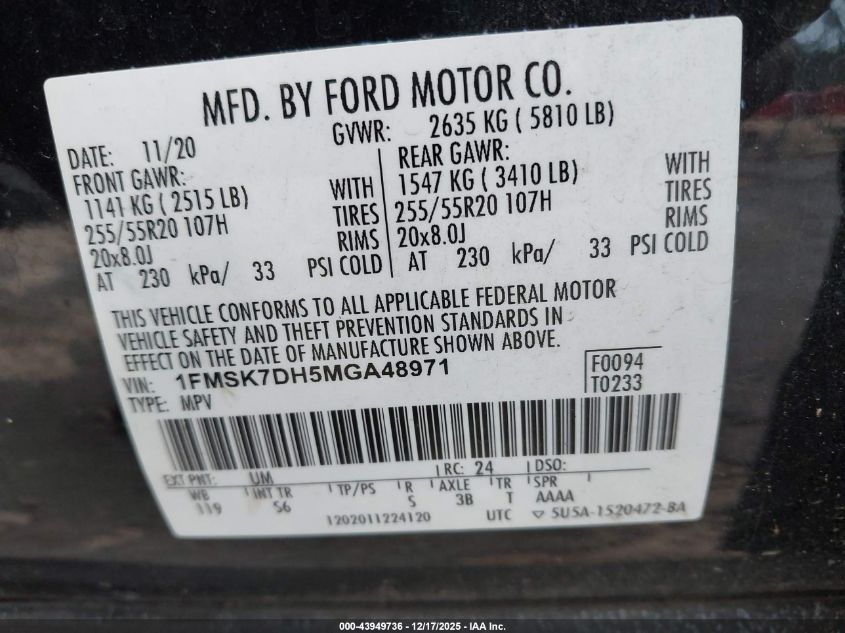 MFD. BY FORD MOTOR CO.
DATE: 11/20 GVWR: 2635 KG ( 5810 LB)
FRONT GAWR: REAR GAWR:
1141 KG ( 2515 LB) WITH 1547 KG ( 3410 LB) WITH
255/55R20 107H TIRES 255/55R20 107H TIRES
20x8.0J RIMS 20x8.0J RIMS
AT 230 kPa/ 33 PSI COLD AT 230 kPa/ 33 PSI COLD
THIS VEHICLE CONFORMS TO ALL APPLICABLE FEDERAL MOTOR
VEHICLE SAFETY AND THEFT PREVENTION STANDARDS IN
EFFECT ON THE DATE OF MANUFACTURE SHOWN ABOVE.
VIN: 1FMSK7DH5MGA48971 F0094
TYPE: MPV T0233
EXT PNT: UM RC: 24 DSO:
WB INT TR TP/PS R AXLE TR SPR
119 S6 S 3B T AAAA
1202011224120 UTC ▽ 5U5A-1520472-BA
000-43949736 - 12/17/2025 - IAA Inc.